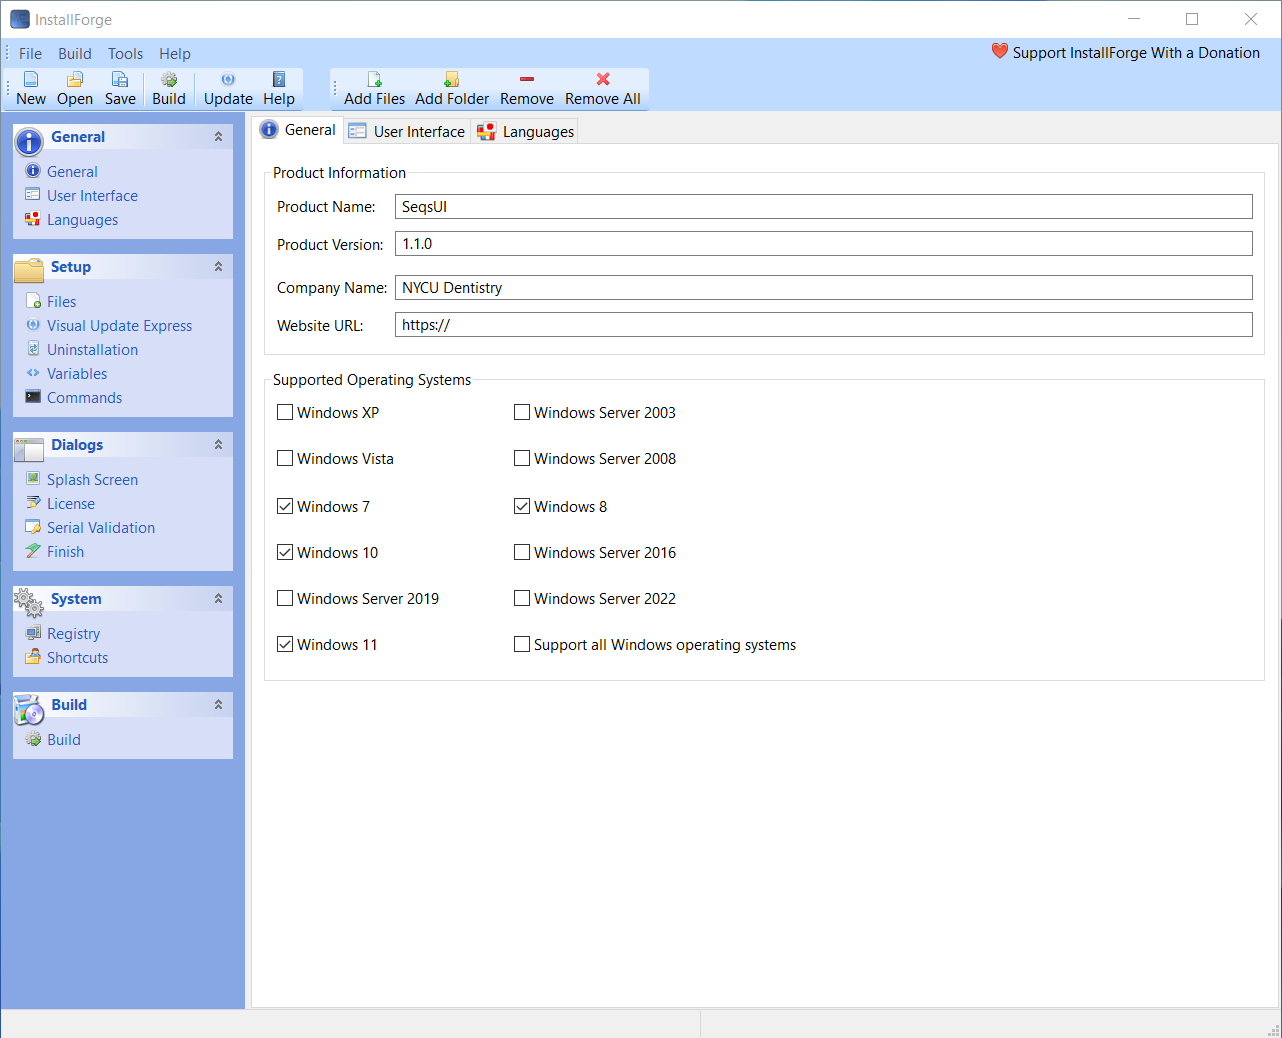 InstallForge
File Build Tools Help
Support InstallForge With a Donation
New Open Save Build Update Help Add Files Add Folder Remove Remove All
General
General
User Interface
Languages
Setup
Files
Visual Update Express
Uninstallation
Variables
Commands
Dialogs
Splash Screen
License
Serial Validation
Finish
System
Registry
Shortcuts
Build
Build
General User Interface Languages
Product Information
Product Name: SeqsUI
Product Version: 1.1.0
Company Name: NYCU Dentistry
Website URL: https://
Supported Operating Systems
Windows XP Windows Server 2003
Windows Vista Windows Server 2008
Windows 7 Windows 8
Windows 10 Windows Server 2016
Windows Server 2019 Windows Server 2022
Windows 11 Support all Windows operating systems